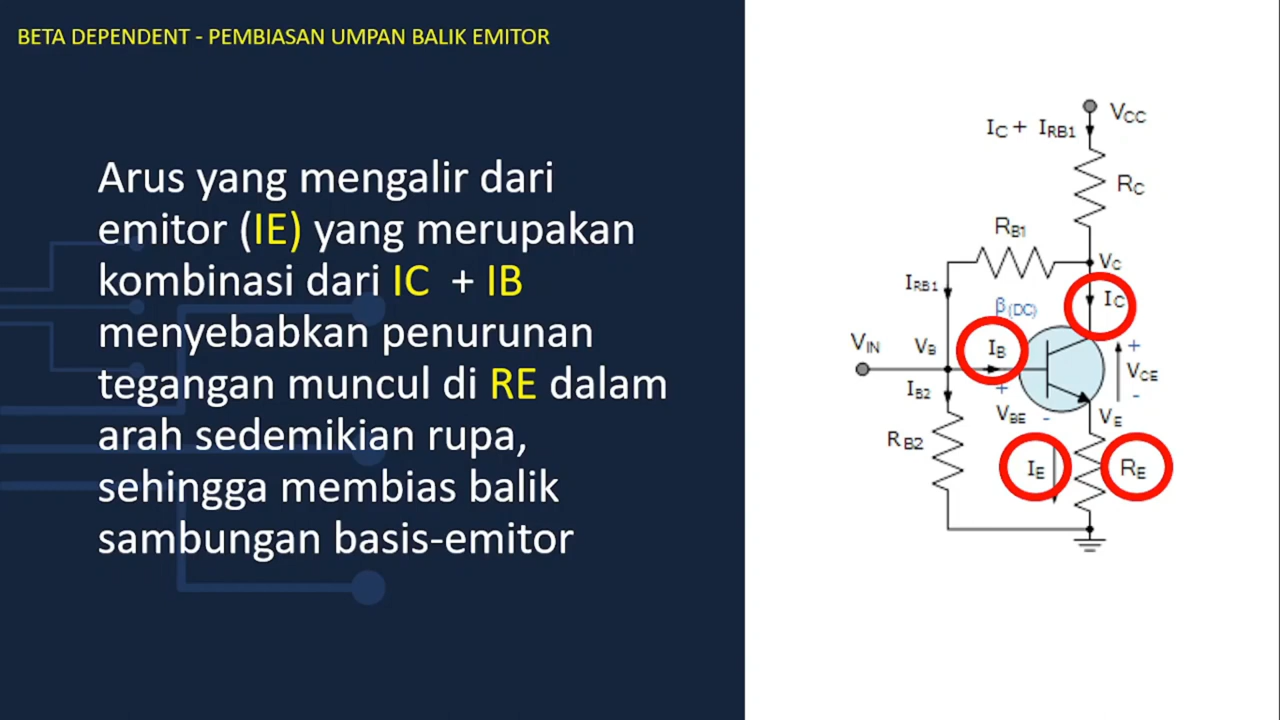 BETA DEPENDENT - PEMBIASAN UMPAN BALIK EMITOR
Arus yang mengalir dari
emitor (IE) yang merupakan
kombinasi dari IC + IB
menyebabkan penurunan
tegangan muncul di RE dalam
arah sedemikian rupa,
sehingga membias balik
sambungan basis-emitor
VCC
IC + IRB1
RC
RB1
VC
IRB1
β(DC)
IC
VIN
VB
IB
+
VCE
-
IB2
+
VBE
-
VE
RB2
IE
RE